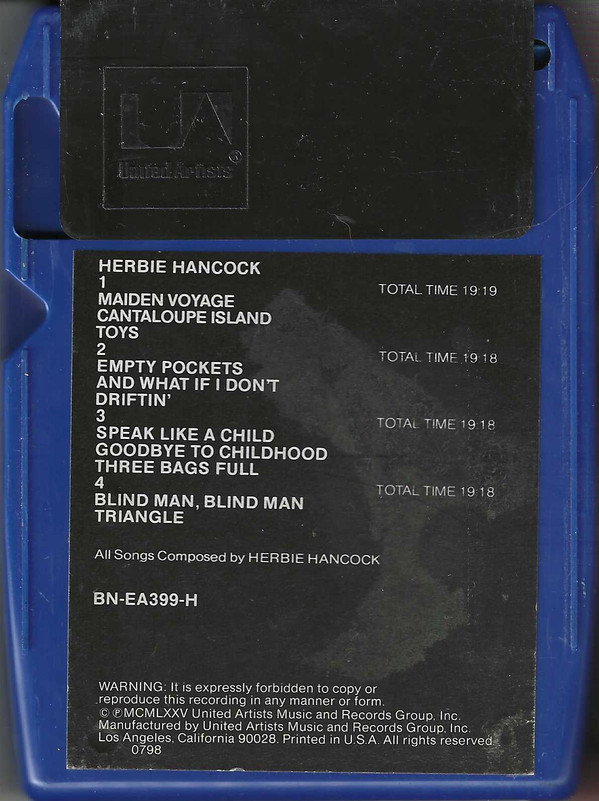 UA
United Artists®
HERBIE HANCOCK
1 TOTAL TIME 19:19
MAIDEN VOYAGE
CANTALOUPE ISLAND
TOYS
2 TOTAL TIME 19:18
EMPTY POCKETS
AND WHAT IF I DON'T
DRIFTIN'
3 TOTAL TIME 19:18
SPEAK LIKE A CHILD
GOODBYE TO CHILDHOOD
THREE BAGS FULL
4 TOTAL TIME 19:18
BLIND MAN, BLIND MAN
TRIANGLE
All Songs Composed by HERBIE HANCOCK
BN-EA399-H
WARNING: It is expressly forbidden to copy or
reproduce this recording in any manner or form.
© ℗ MCMLXXV United Artists Music and Records Group, Inc.
Manufactured by United Artists Music and Records Group, Inc.
Los Angeles, California 90028. Printed in U.S.A. All rights reserved
0798